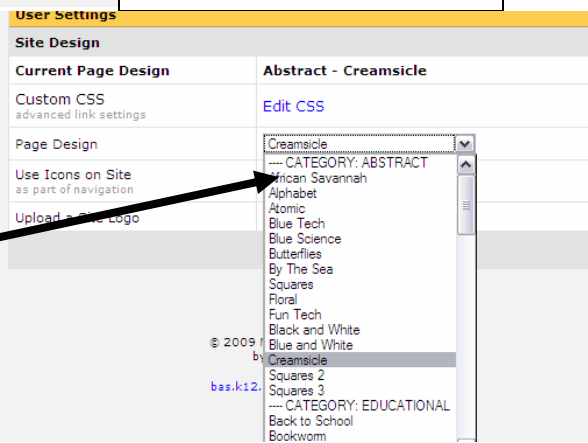 User Settings
Site Design
Current Page Design Abstract - Creamsicle
Custom CSS Edit CSS
advanced link settings
Page Design Creamsicle
---- CATEGORY: ABSTRACT
Use Icons on Site African Savannah
as part of navigation Alphabet
Atomic
Upload a Site Logo Blue Tech
Blue Science
Butterflies
By The Sea
Squares
Floral
Fun Tech
Black and White
© 2009 Blue and White
by Creamsicle
Squares 2
bas.k12. Squares 3
---- CATEGORY: EDUCATIONAL
Back to School
Bookworm